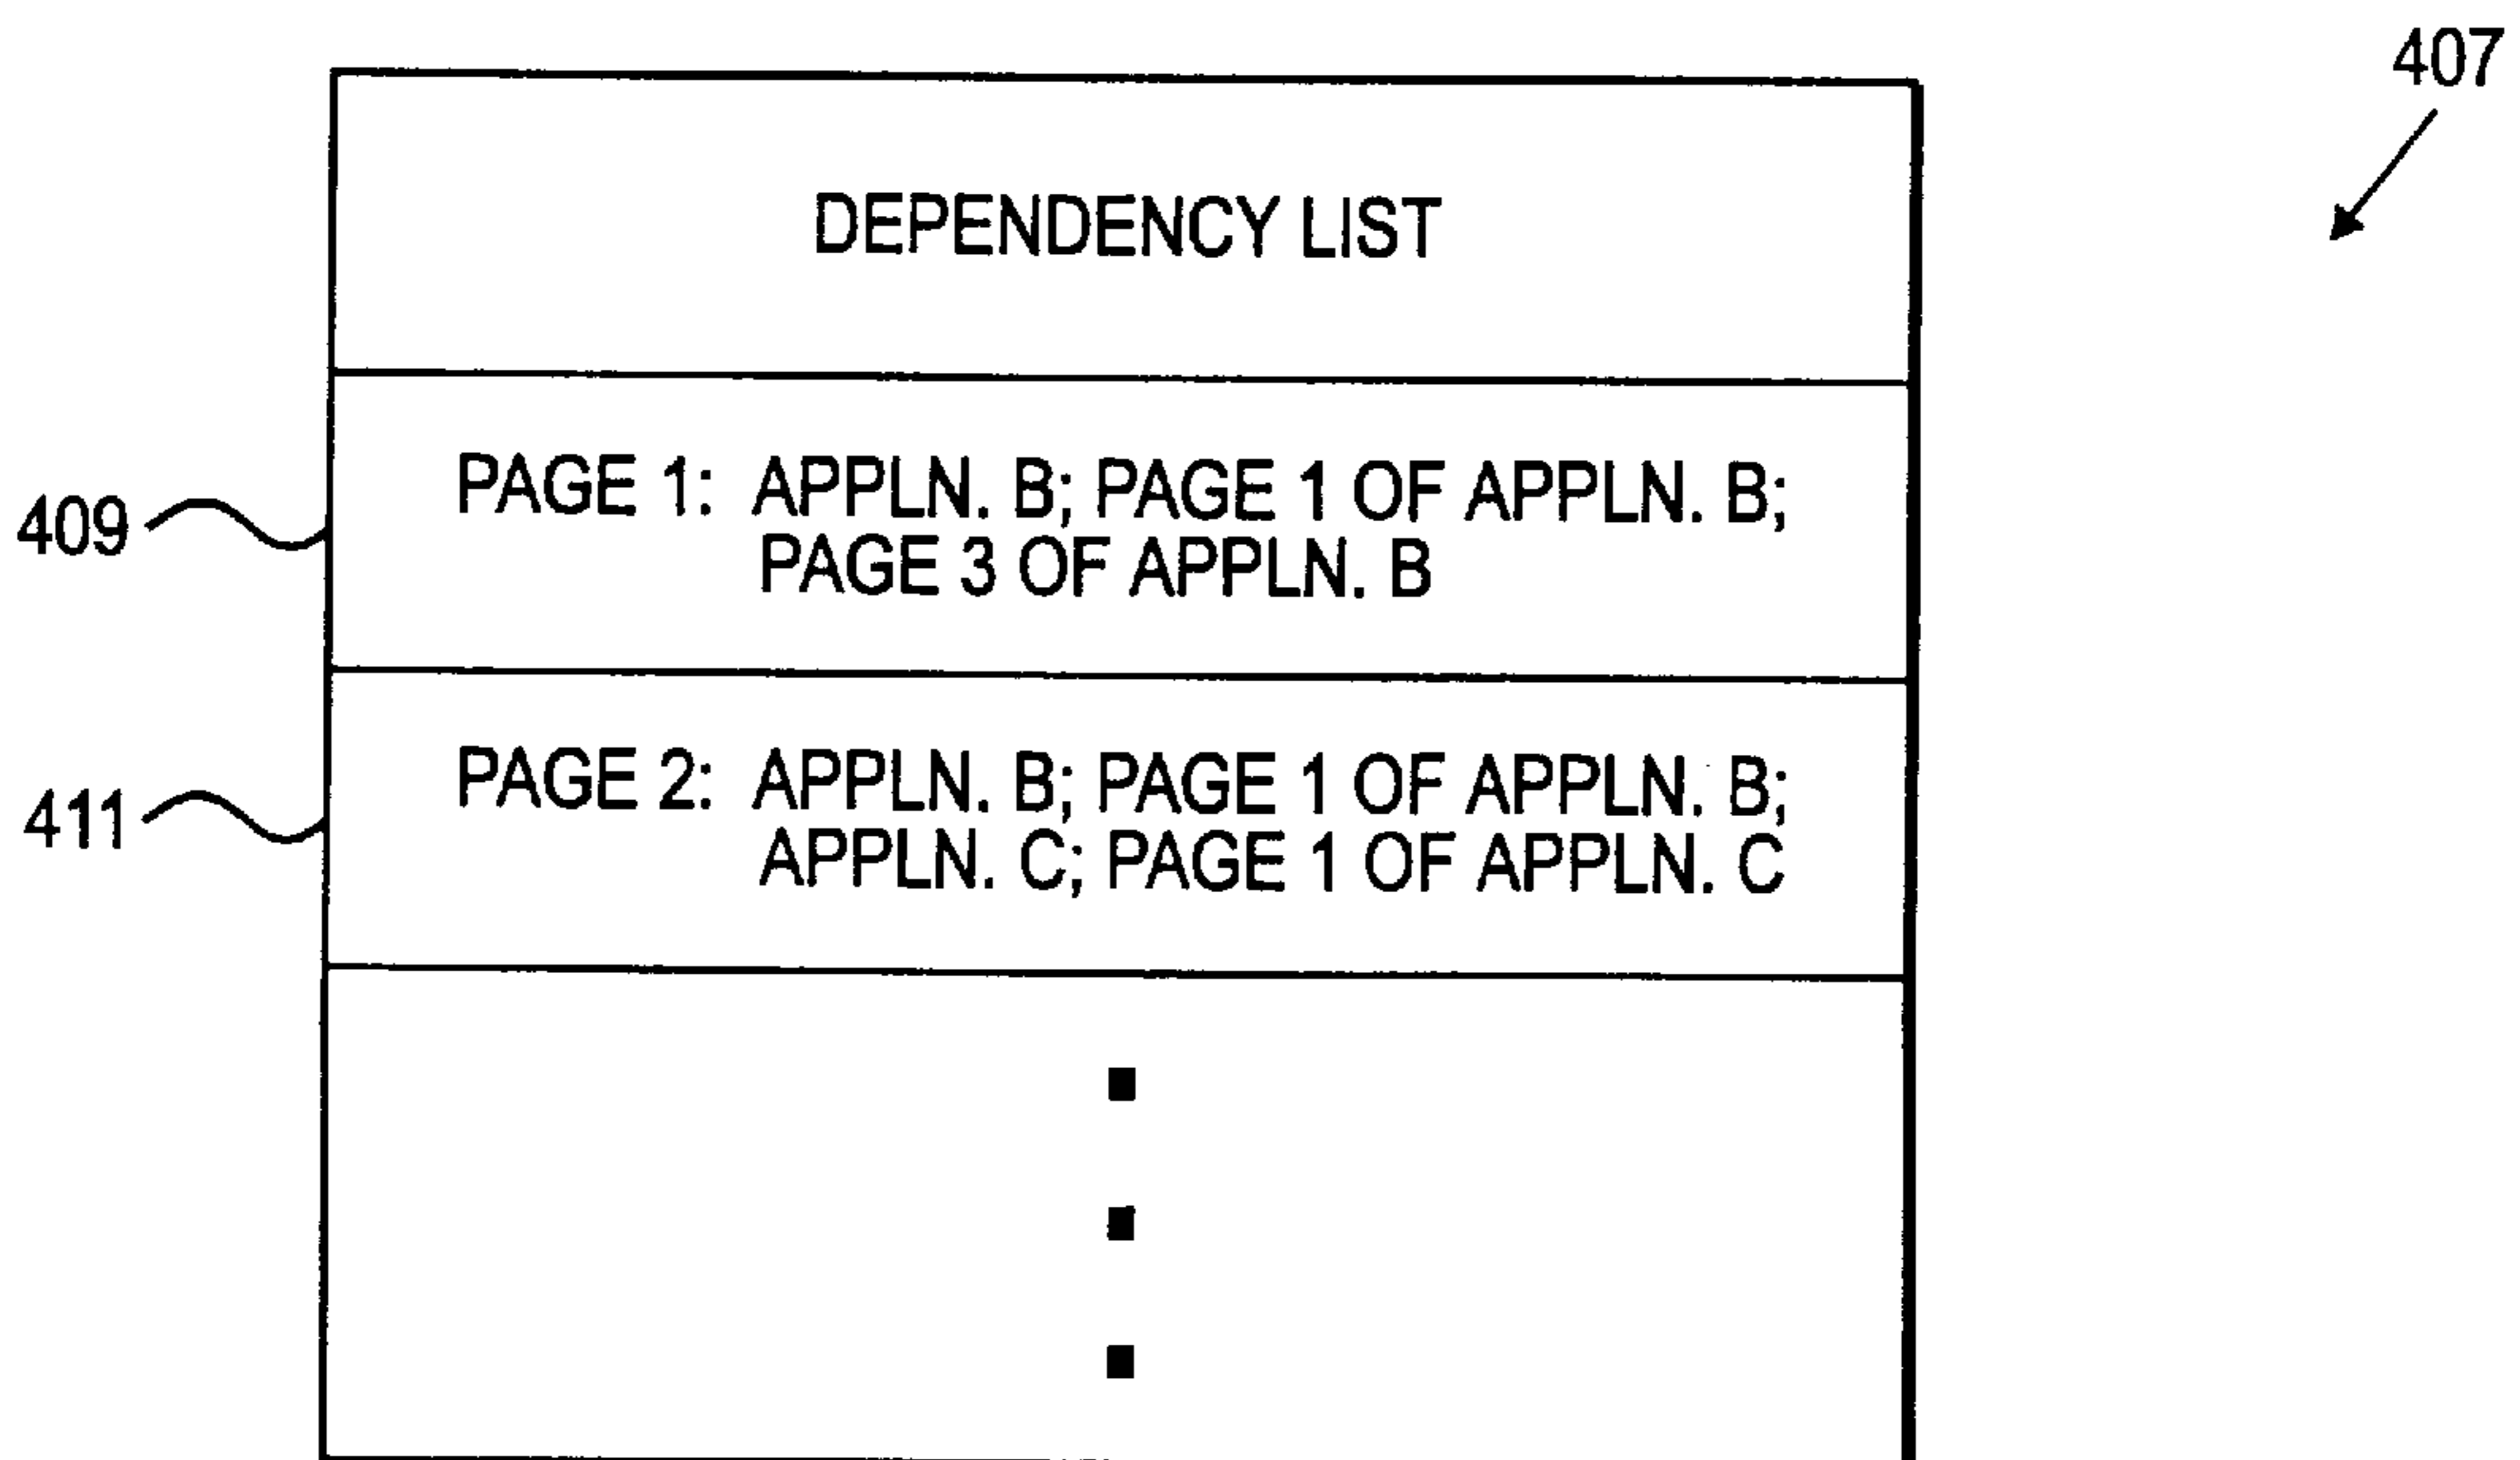 407
DEPENDENCY LIST
409
PAGE 1: APPLN. B; PAGE 1 OF APPLN. B;
PAGE 3 OF APPLN. B
411
PAGE 2: APPLN. B; PAGE 1 OF APPLN. B;
APPLN. C; PAGE 1 OF APPLN. C